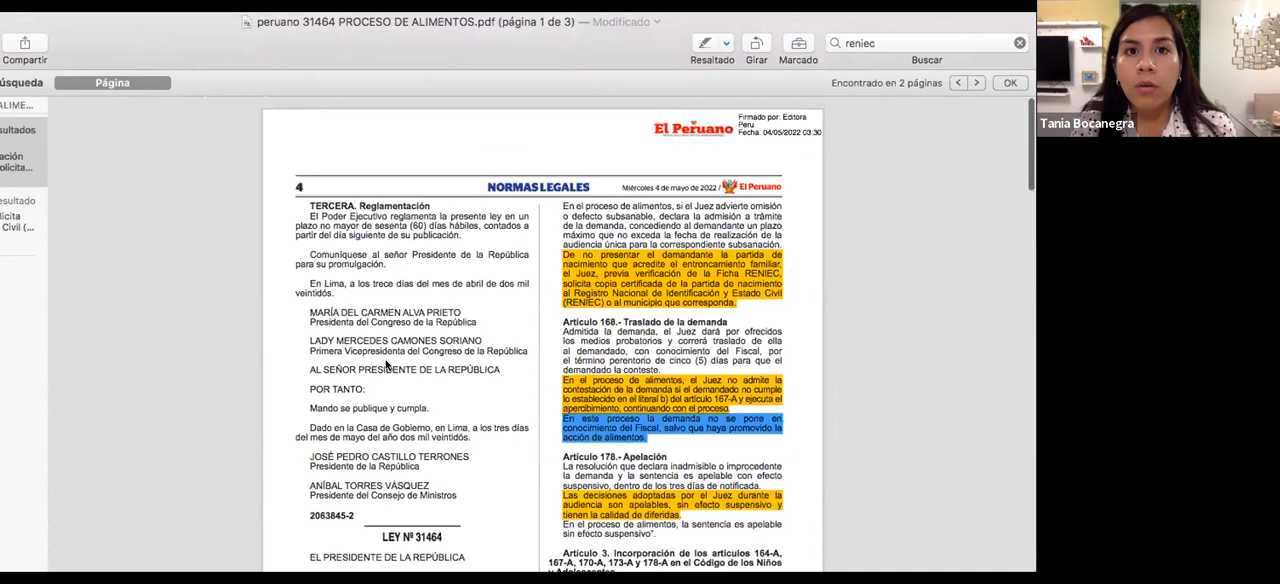 peruano 31464 PROCESO DE ALIMENTOS.pdf (página 1 de 3) — Modificado
reniec
Compartir
Resaltado
Girar
Marcado
Buscar
úsqueda
Página
Encontrado en 2 páginas
OK
ALIME...
sultados
ación
olicita...
esultado
icita
Civil (...
Tania Bocanegra
El Peruano
Firmado por: Editora
Peru
Fecha: 04/05/2022 03:30
4
NORMAS LEGALES
Miércoles 4 de mayo de 2022 /
El Peruano
TERCERA. Reglamentación
El Poder Ejecutivo reglamenta la presente ley en un
plazo no mayor de sesenta (60) días hábiles, contados a
partir del día siguiente de su publicación.
Comuníquese al señor Presidente de la República
para su promulgación.
En Lima, a los trece días del mes de abril de dos mil
veintidós.
MARÍA DEL CARMEN ALVA PRIETO
Presidenta del Congreso de la República
LADY MERCEDES CAMONES SORIANO
Primera Vicepresidenta del Congreso de la República
AL SEÑOR PRESIDENTE DE LA REPÚBLICA
POR TANTO:
Mando se publique y cumpla.
Dado en la Casa de Gobierno, en Lima, a los tres días
del mes de mayo del año dos mil veintidós.
JOSÉ PEDRO CASTILLO TERRONES
Presidente de la República
ANÍBAL TORRES VÁSQUEZ
Presidente del Consejo de Ministros
2063845-2
LEY Nº 31464
EL PRESIDENTE DE LA REPÚBLICA
En el proceso de alimentos, si el Juez advierte omisión
o defecto subsanable, declara la admisión a trámite
de la demanda, concediendo al demandante un plazo
máximo que no exceda la fecha de realización de la
audiencia única para la correspondiente subsanación.
De no presentar el demandante la partida de
nacimiento que acredite el entroncamiento familiar,
el Juez, previa verificación de la Ficha RENIEC,
solicita copia certificada de la partida de nacimiento
al Registro Nacional de Identificación y Estado Civil
(RENIEC) o al municipio que corresponda.
Artículo 168.- Traslado de la demanda
Admitida la demanda, el Juez dará por ofrecidos
los medios probatorios y correrá traslado de ella
al demandado, con conocimiento del Fiscal, por
el término perentorio de cinco (5) días para que el
demandado la conteste.
En el proceso de alimentos, el Juez no admite la
contestación de la demanda si el demandado no cumple
lo establecido en el literal b) del artículo 167-A y ejecuta el
apercibimiento, continuando con el proceso.
En este proceso la demanda no se pone en
conocimiento del Fiscal, salvo que haya promovido la
acción de alimentos.
Artículo 178.- Apelación
La resolución que declara inadmisible o improcedente
la demanda y la sentencia es apelable con efecto
suspensivo, dentro de los tres días de notificada.
Las decisiones adoptadas por el Juez durante la
audiencia son apelables, sin efecto suspensivo y
tienen la calidad de diferidas.
En el proceso de alimentos, la sentencia es apelable
sin efecto suspensivo".
Artículo 3. Incorporación de los artículos 164-A,
167-A, 170-A, 173-A y 178-A en el Código de los Niños
y Adolescentes